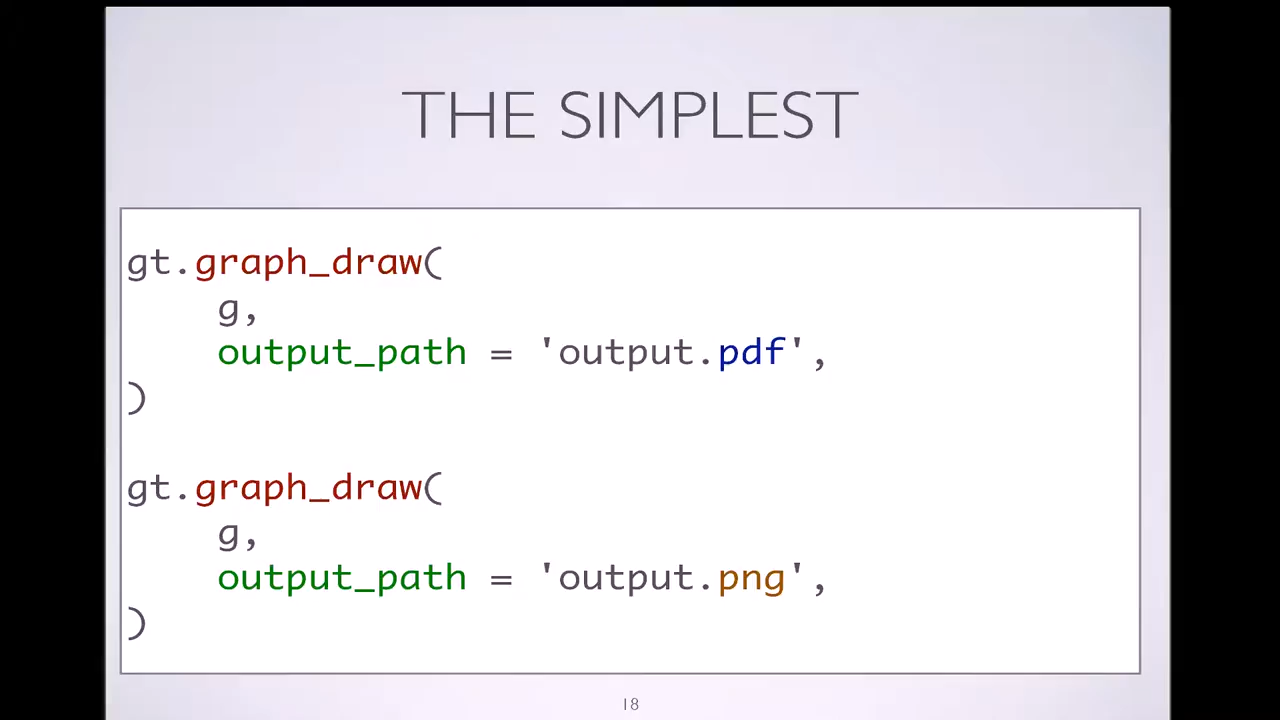 THE SIMPLEST
gt.graph_draw(
    g,
    output_path = 'output.pdf',
)
gt.graph_draw(
    g,
    output_path = 'output.png',
)
18